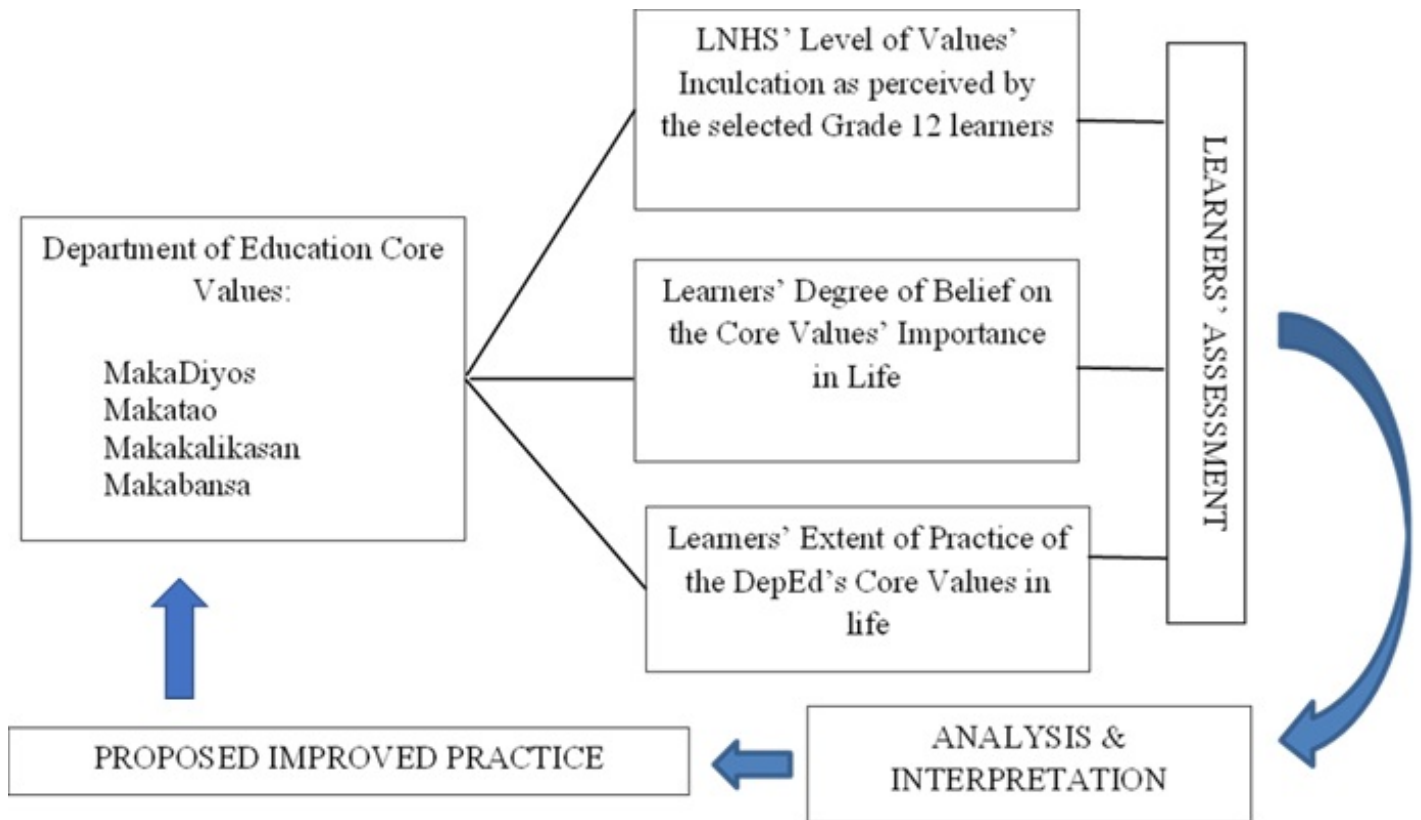 Department of Education Core
Values:
MakaDiyos
Makatao
Makakalikasan
Makabansa
LNHS’ Level of Values’
Inculcation as perceived by
the selected Grade 12 learners
Learners’ Degree of Belief on
the Core Values’ Importance
in Life
Learners’ Extent of Practice of
the DepEd’s Core Values in
life
LEARNERS’ ASSESSMENT
ANALYSIS &
INTERPRETATION
PROPOSED IMPROVED PRACTICE